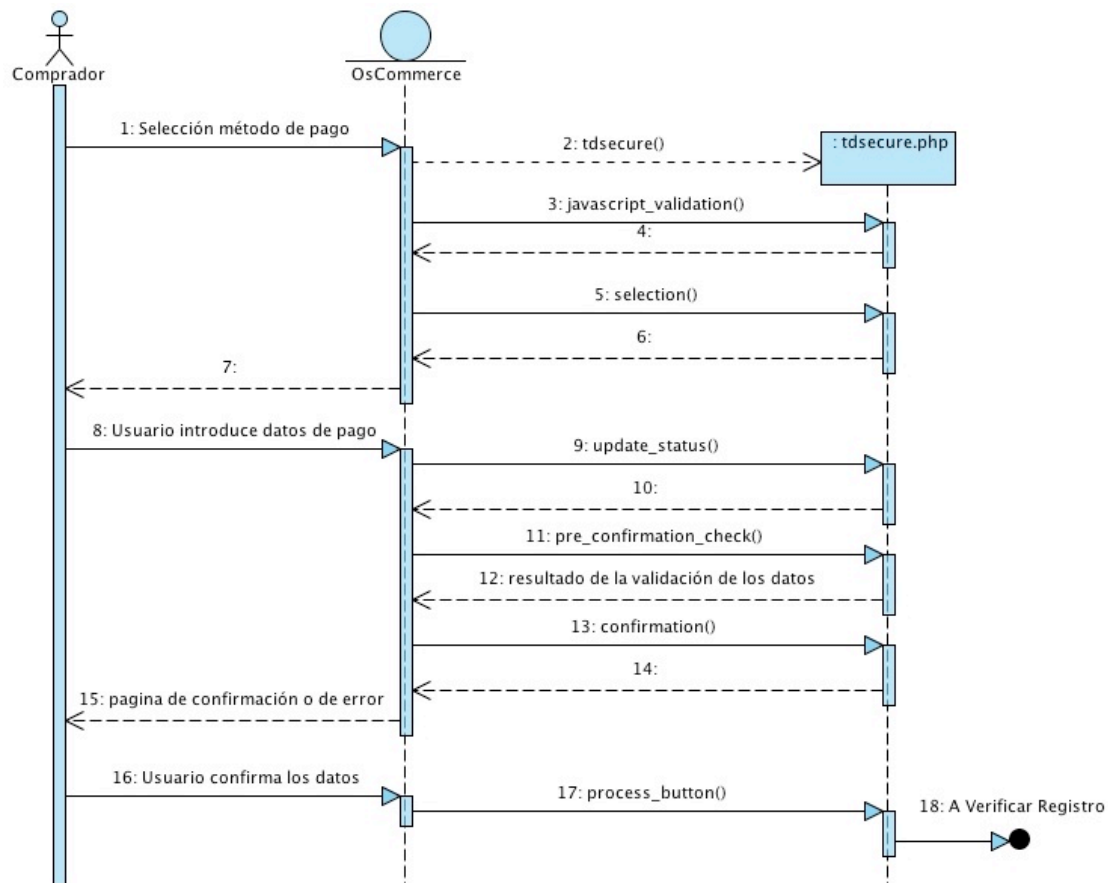 Comprador
OsCommerce
1: Selección método de pago
2: tdsecure()
: tdsecure.php
3: javascript_validation()
4:
5: selection()
6:
7:
8: Usuario introduce datos de pago
9: update_status()
10:
11: pre_confirmation_check()
12: resultado de la validación de los datos
13: confirmation()
14:
15: pagina de confirmación o de error
16: Usuario confirma los datos
17: process_button()
18: A Verificar Registro